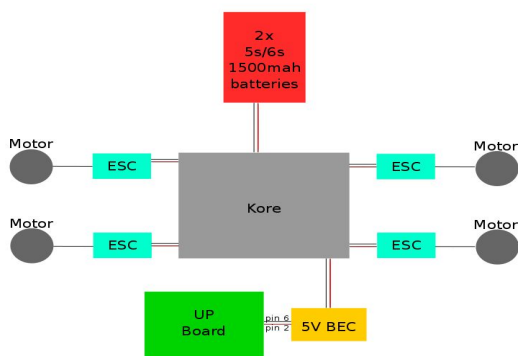 2x
5s/6s
1500mah
batteries
Motor
ESC
ESC
Motor
Kore
Motor
ESC
ESC
Motor
UP
Board
pin 6
pin 2
5V BEC